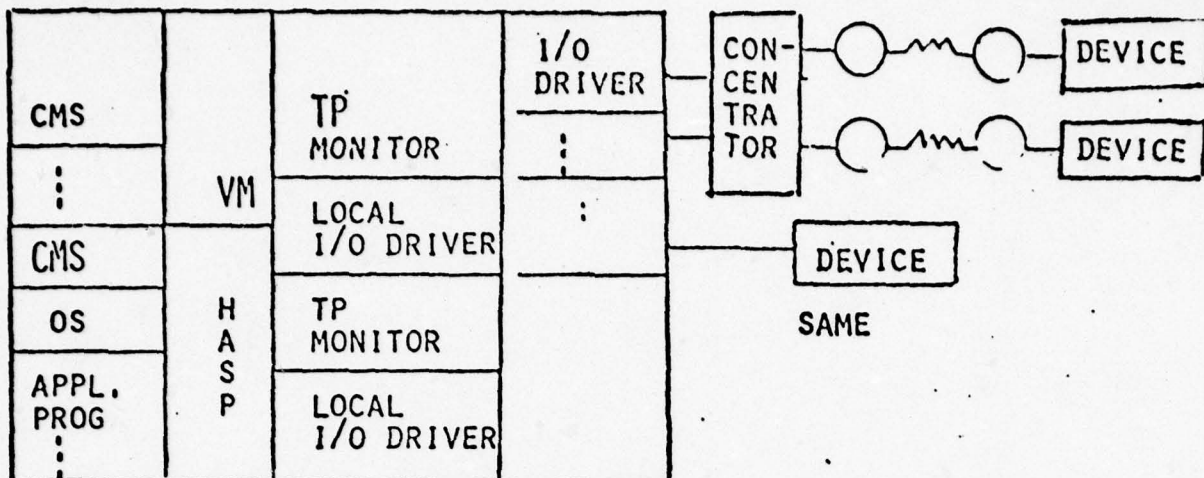 CMS
CMS
OS
APPL.
PROG
VM
H
A
S
P
TP
MONITOR
LOCAL
I/O DRIVER
TP
MONITOR
LOCAL
I/O DRIVER
I/O
DRIVER
CON-
CEN
TRA
TOR
DEVICE
DEVICE
DEVICE
SAME